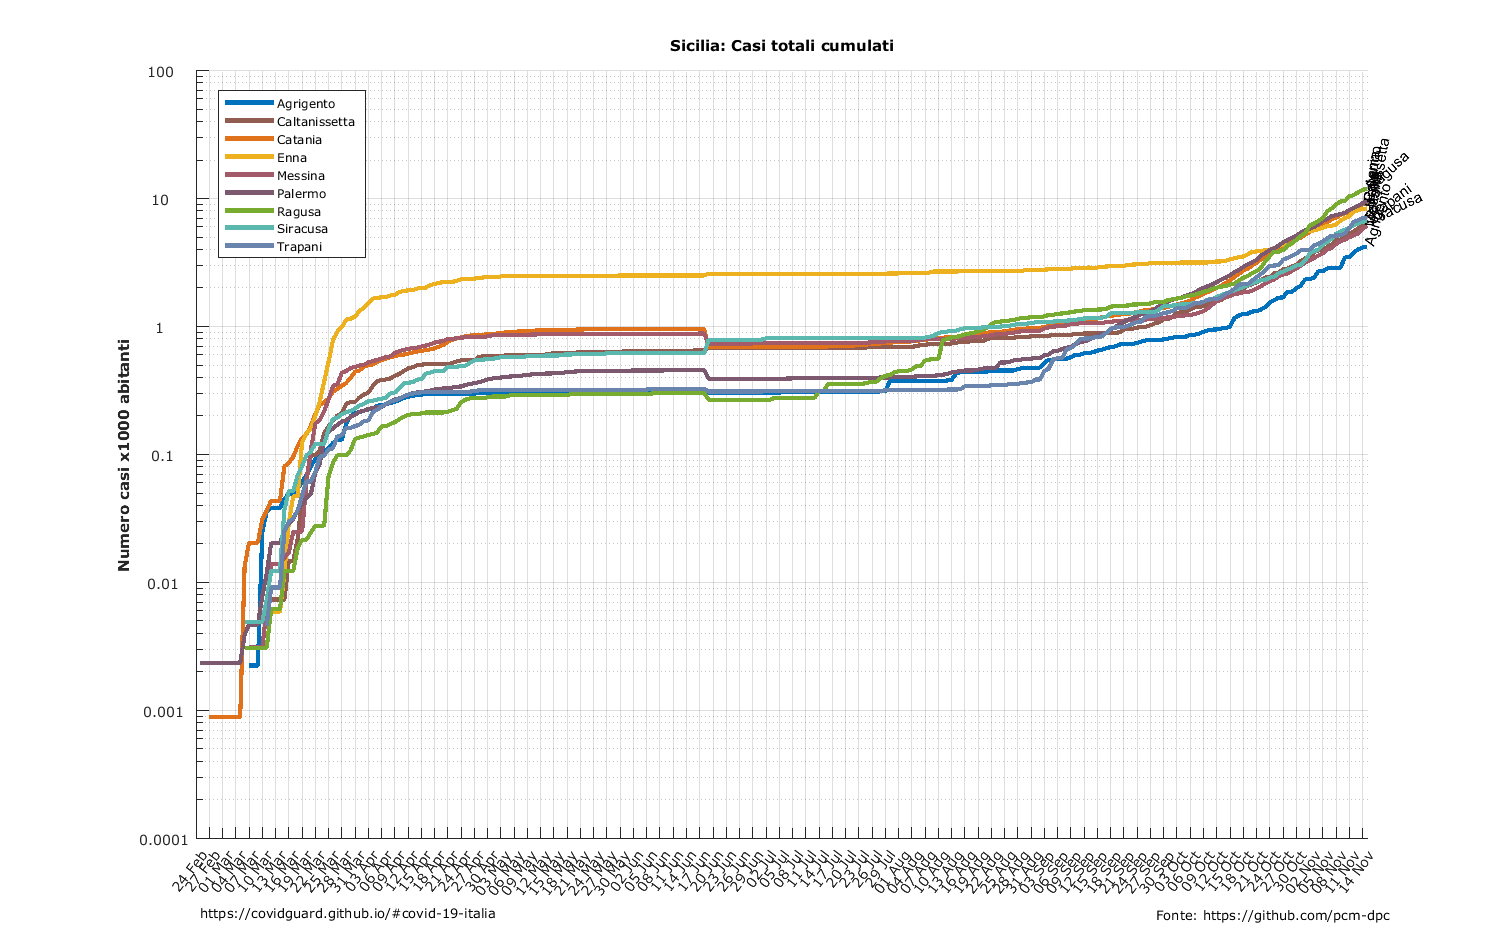 Sicilia: Casi totali cumulati
Numero casi x1000 abitanti
100
10
1
0.1
0.01
0.001
0.0001
Agrigento
Caltanissetta
Catania
Enna
Messina
Palermo
Ragusa
Siracusa
Trapani
24 Feb
27 Feb
01 Mar
04 Mar
07 Mar
10 Mar
13 Mar
16 Mar
19 Mar
22 Mar
25 Mar
28 Mar
31 Mar
03 Apr
06 Apr
09 Apr
12 Apr
15 Apr
18 Apr
21 Apr
24 Apr
27 Apr
30 Apr
03 May
06 May
09 May
12 May
15 May
18 May
21 May
24 May
27 May
30 May
02 Jun
05 Jun
08 Jun
11 Jun
14 Jun
17 Jun
20 Jun
23 Jun
26 Jun
29 Jun
02 Jul
05 Jul
08 Jul
11 Jul
14 Jul
17 Jul
20 Jul
23 Jul
26 Jul
29 Jul
01 Aug
04 Aug
07 Aug
10 Aug
13 Aug
16 Aug
19 Aug
22 Aug
25 Aug
28 Aug
31 Aug
03 Sep
06 Sep
09 Sep
12 Sep
15 Sep
18 Sep
21 Sep
24 Sep
27 Sep
30 Sep
03 Oct
06 Oct
09 Oct
12 Oct
15 Oct
18 Oct
21 Oct
24 Oct
27 Oct
30 Oct
02 Nov
05 Nov
08 Nov
11 Nov
14 Nov
https://covidguard.github.io/#covid-19-italia
Fonte: https://github.com/pcm-dpc